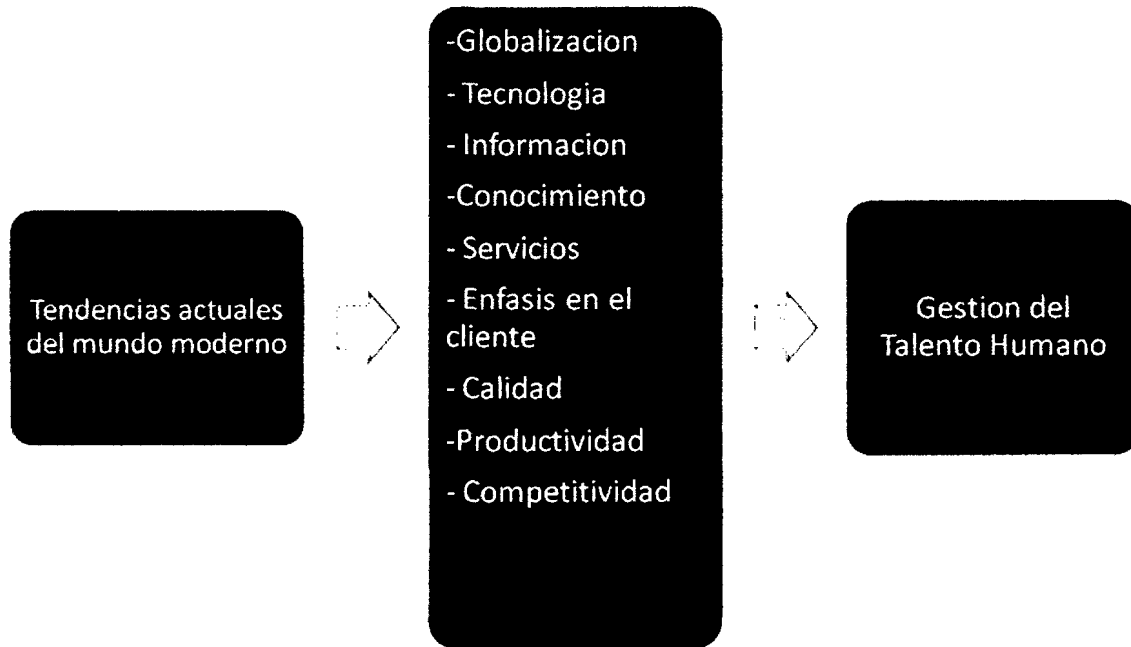 Tendencias actuales
del mundo moderno
-Globalizacion
- Tecnologia
- Informacion
-Conocimiento
- Servicios
- Enfasis en el
cliente
- Calidad
-Productividad
- Competitividad
Gestion del
Talento Humano